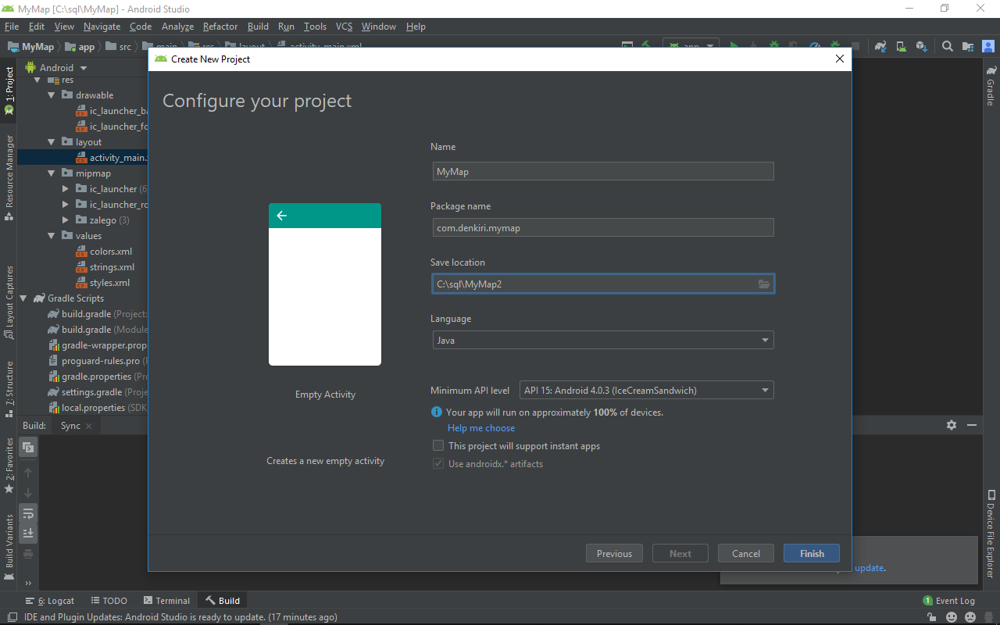 MyMap [C:\sql\MyMap] - Android Studio
File Edit View Navigate Code Analyze Refactor Build Run Tools VCS Window Help
MyMap app src main res layout activity_main.xml app
Create New Project
1: Project
Resource Manager
Layout Captures
7: Structure
2: Favorites
Build Variants
Android
res
drawable
ic_launcher_ba
ic_launcher_fo
layout
activity_main.
mipmap
ic_launcher (6
ic_launcher_ro
zalego (3)
values
colors.xml
strings.xml
styles.xml
Gradle Scripts
build.gradle (Project:
build.gradle (Module
gradle-wrapper.prop
proguard-rules.pro (
gradle.properties (Pro
settings.gradle (Proje
local.properties (SDK
Configure your project
Empty Activity
Creates a new empty activity
Name
MyMap
Package name
com.denkiri.mymap
Save location
C:\sql\MyMap2
Language
Java
Minimum API level API 15: Android 4.0.3 (IceCreamSandwich)
Your app will run on approximately 100% of devices.
Help me choose
This project will support instant apps
Use androidx.* artifacts
Previous Next Cancel Finish
Gradle
Device File Explorer
Build: Sync
update.
6: Logcat TODO Terminal Build 1 Event Log
IDE and Plugin Updates: Android Studio is ready to update. (17 minutes ago)